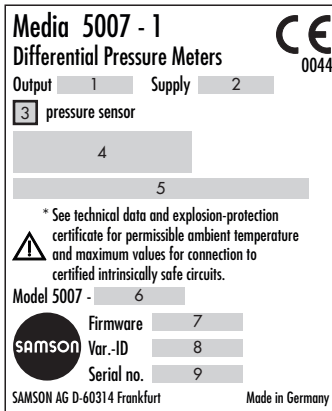 Media 5007 - 1
Differential Pressure Meters
CE
0044
Output 1 Supply 2
3 pressure sensor
4
5
* See technical data and explosion-protection
certificate for permissible ambient temperature
and maximum values for connection to
certified intrinsically safe circuits.
Model 5007 - 6
Firmware 7
samson Var.-ID 8
Serial no. 9
SAMSON AG D-60314 Frankfurt Made in Germany